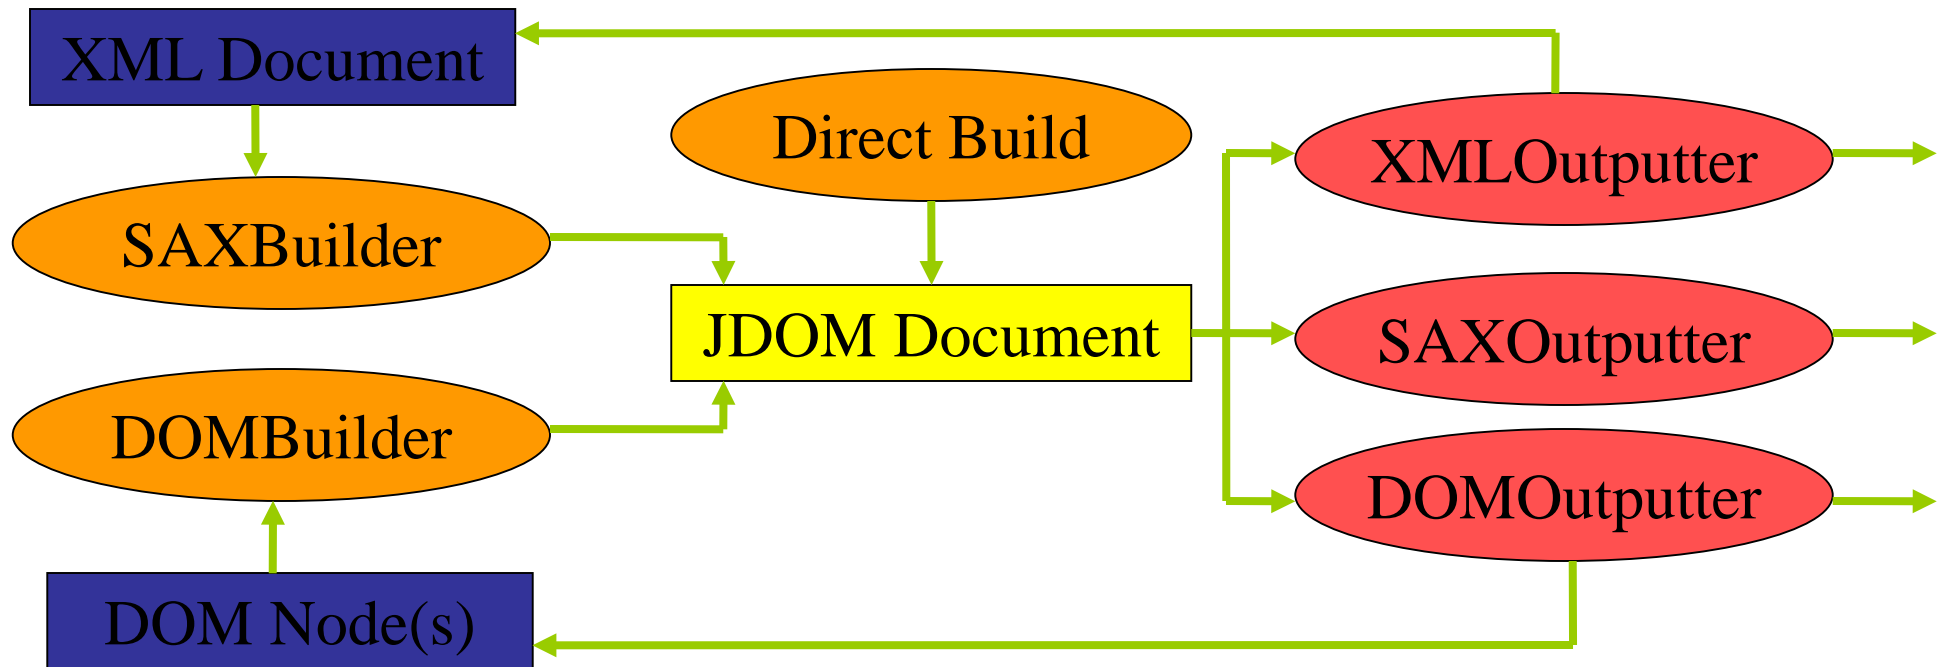 XML Document
Direct Build
XMLOutputter
SAXBuilder
JDOM Document
SAXOutputter
DOMBuilder
DOMOutputter
DOM Node(s)